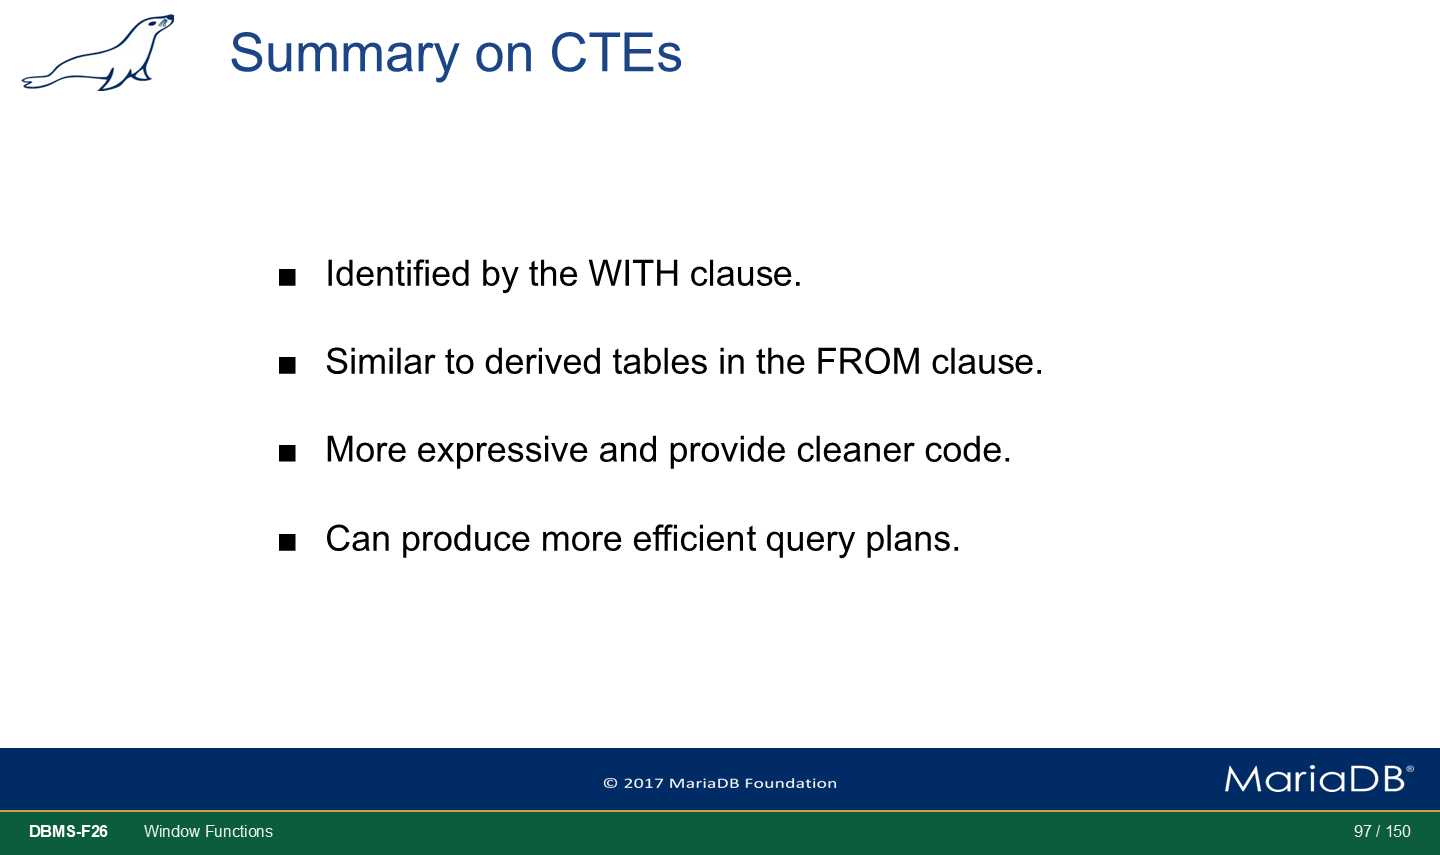 Summary on CTEs
■ Identified by the WITH clause.
■ Similar to derived tables in the FROM clause.
■ More expressive and provide cleaner code.
■ Can produce more efficient query plans.
© 2017 MariaDB Foundation
MariaDB®
DBMS-F26 Window Functions 97 / 150